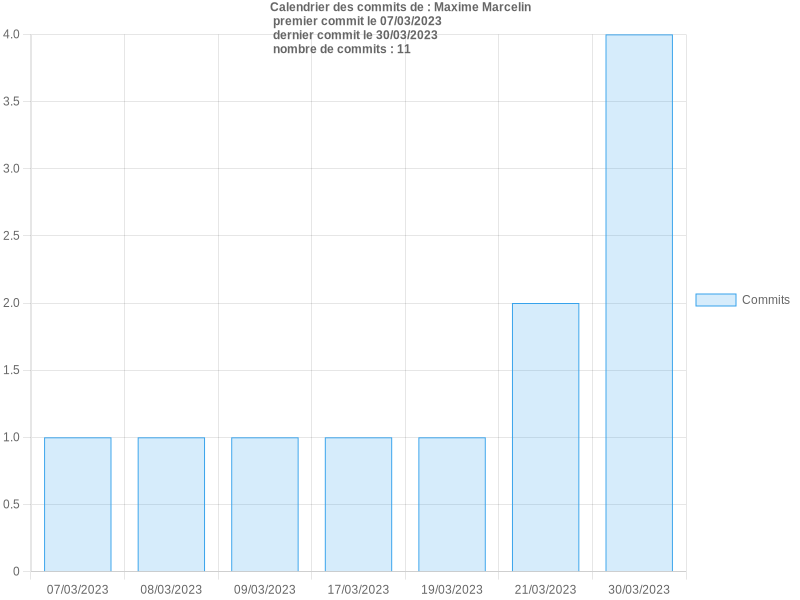 Calendrier des commits de : Maxime Marcelin
premier commit le 07/03/2023
dernier commit le 30/03/2023
nombre de commits : 11
4.0
3.5
3.0
2.5
2.0
1.5
1.0
0.5
0
Commits
07/03/2023 08/03/2023 09/03/2023 17/03/2023 19/03/2023 21/03/2023 30/03/2023